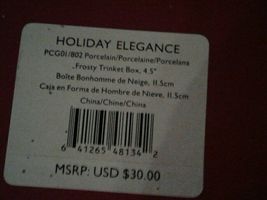 HOLIDAY ELEGANCE
PCG01/802 Porcelain/Porcelaine/Porcelana
Frosty Trinket Box, 4.5"
Boîte Bonhomme de Neige, 11.5cm
Caja en Forma de Hombre de Nieve, 11.5cm
China/Chine/China
6 41265 48134 2
MSRP: USD $30.00